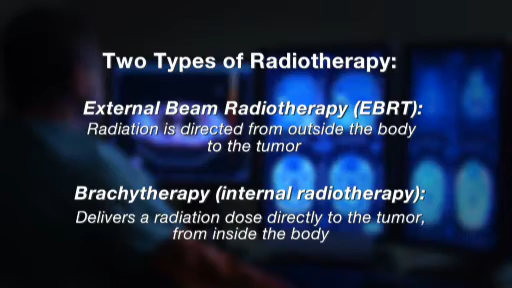 Two Types of Radiotherapy:
External Beam Radiotherapy (EBRT):
Radiation is directed from outside the body
to the tumor
Brachytherapy (internal radiotherapy):
Delivers a radiation dose directly to the tumor,
from inside the body